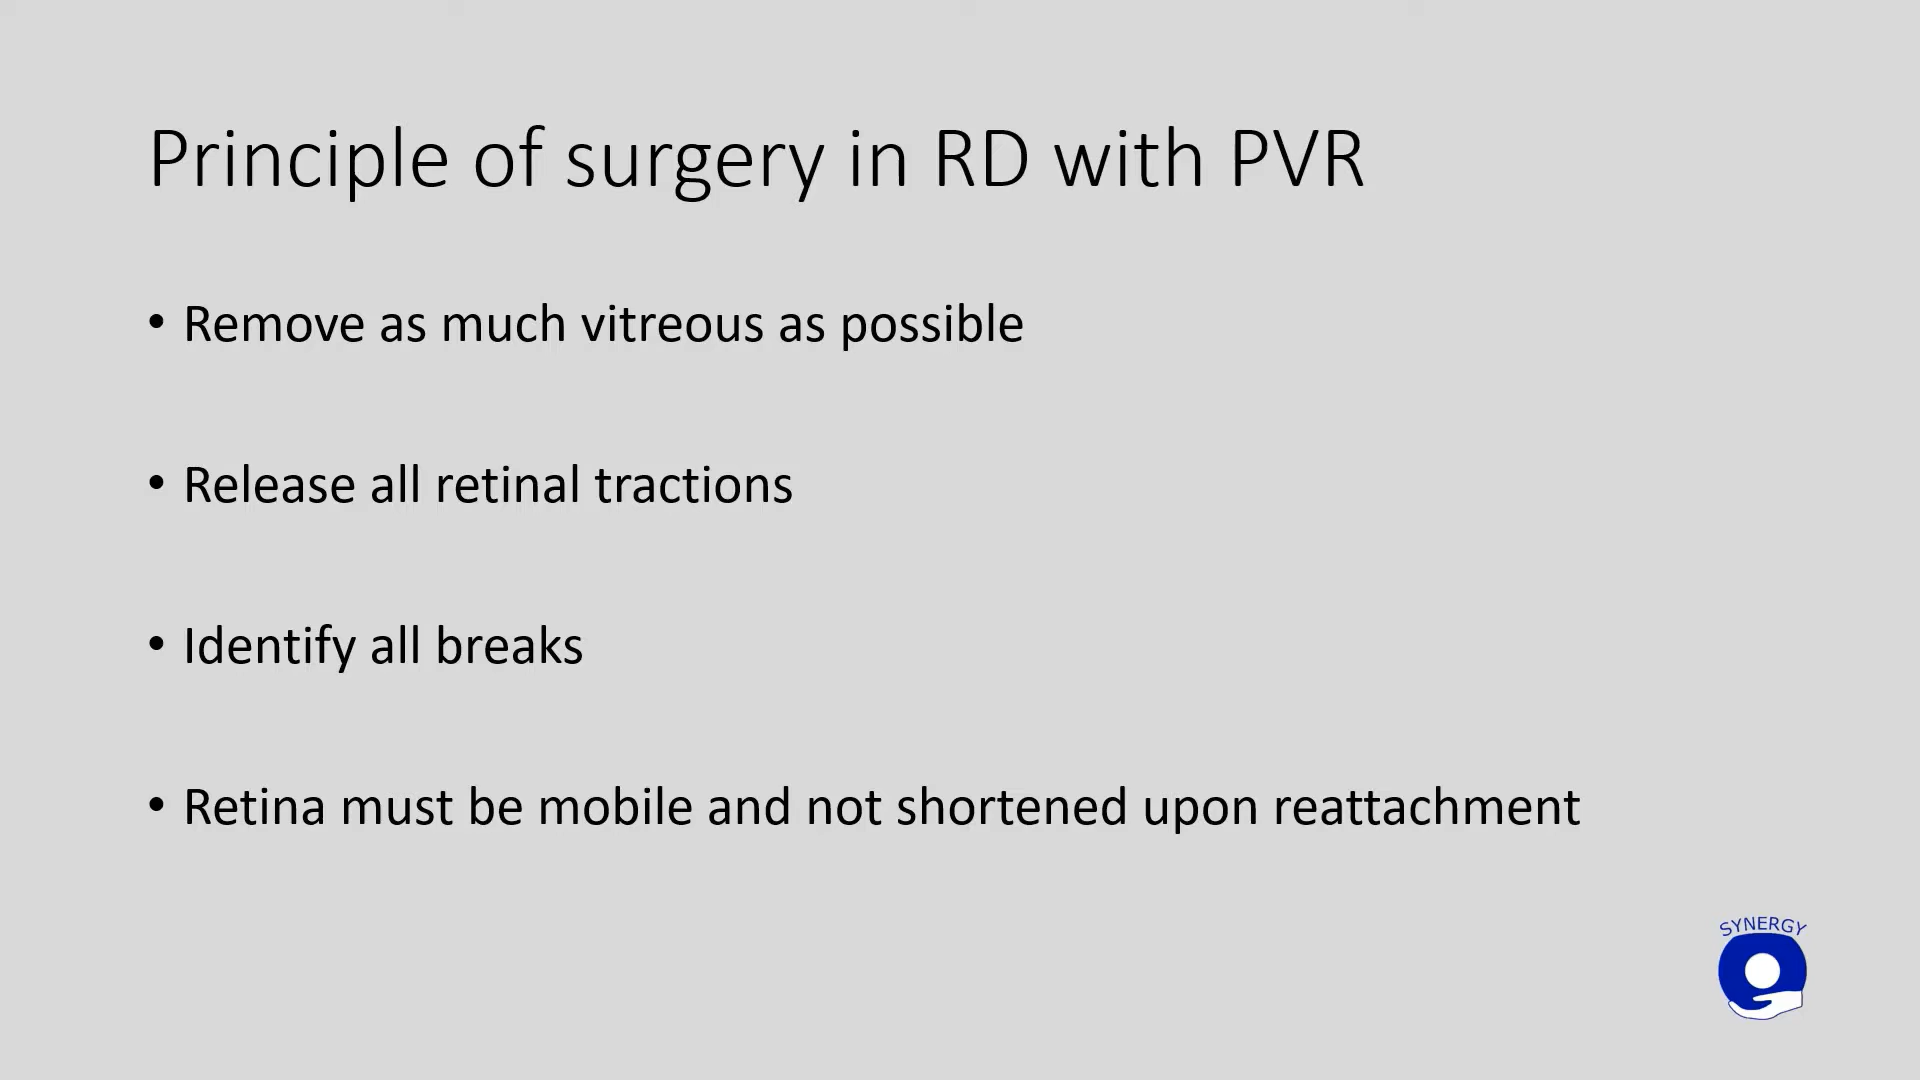 Principle of surgery in RD with PVR
• Remove as much vitreous as possible
• Release all retinal tractions
• Identify all breaks
• Retina must be mobile and not shortened upon reattachment
SYNERGY